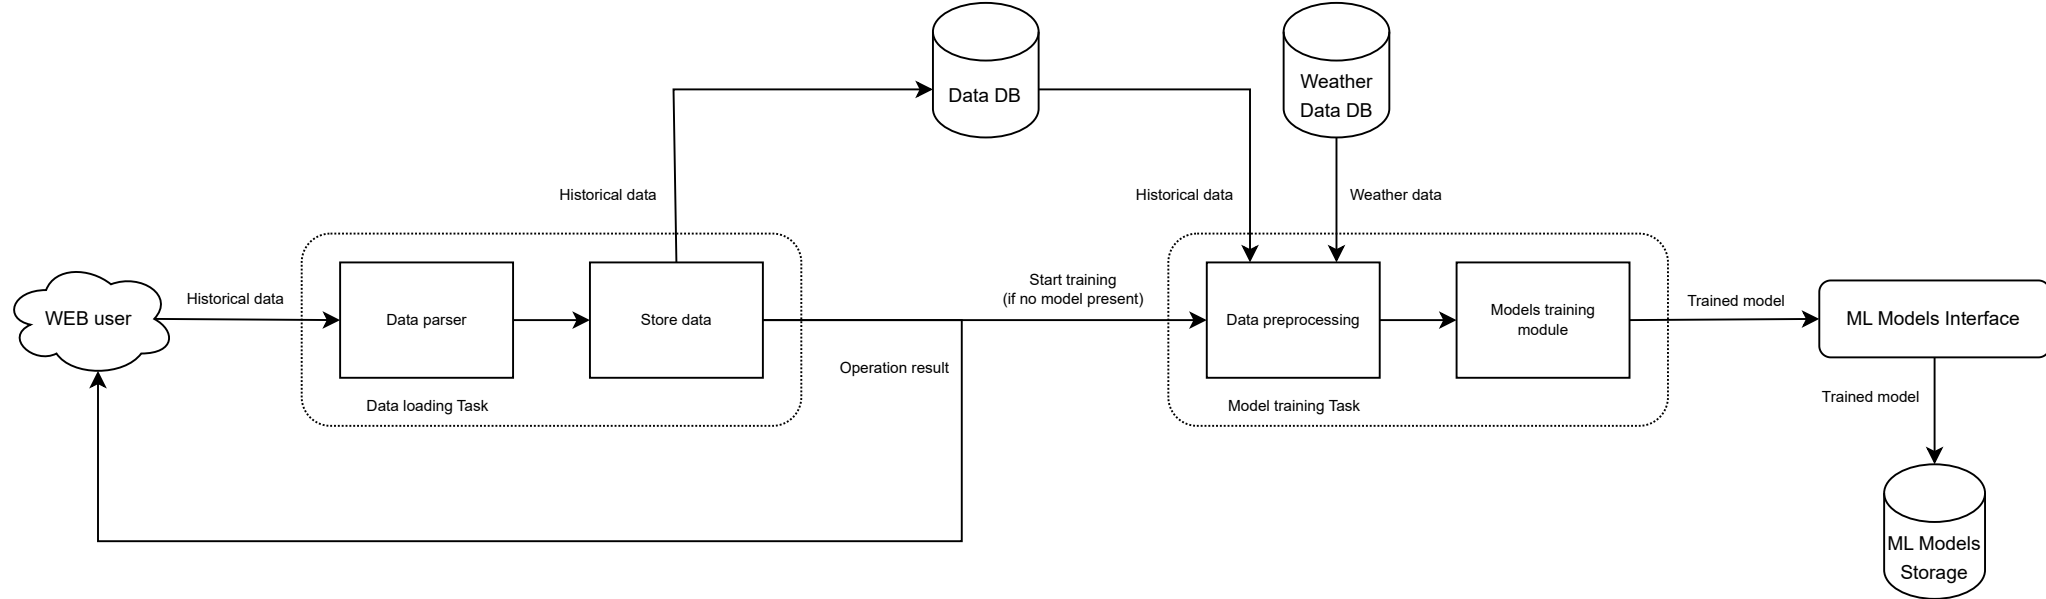 Data DB
Weather
Data DB
Historical data
Historical data
Weather data
WEB user
Historical data
Data parser
Store data
Data loading Task
Start training
(if no model present)
Operation result
Data preprocessing
Models training
module
Model training Task
Trained model
ML Models Interface
Trained model
ML Models
Storage